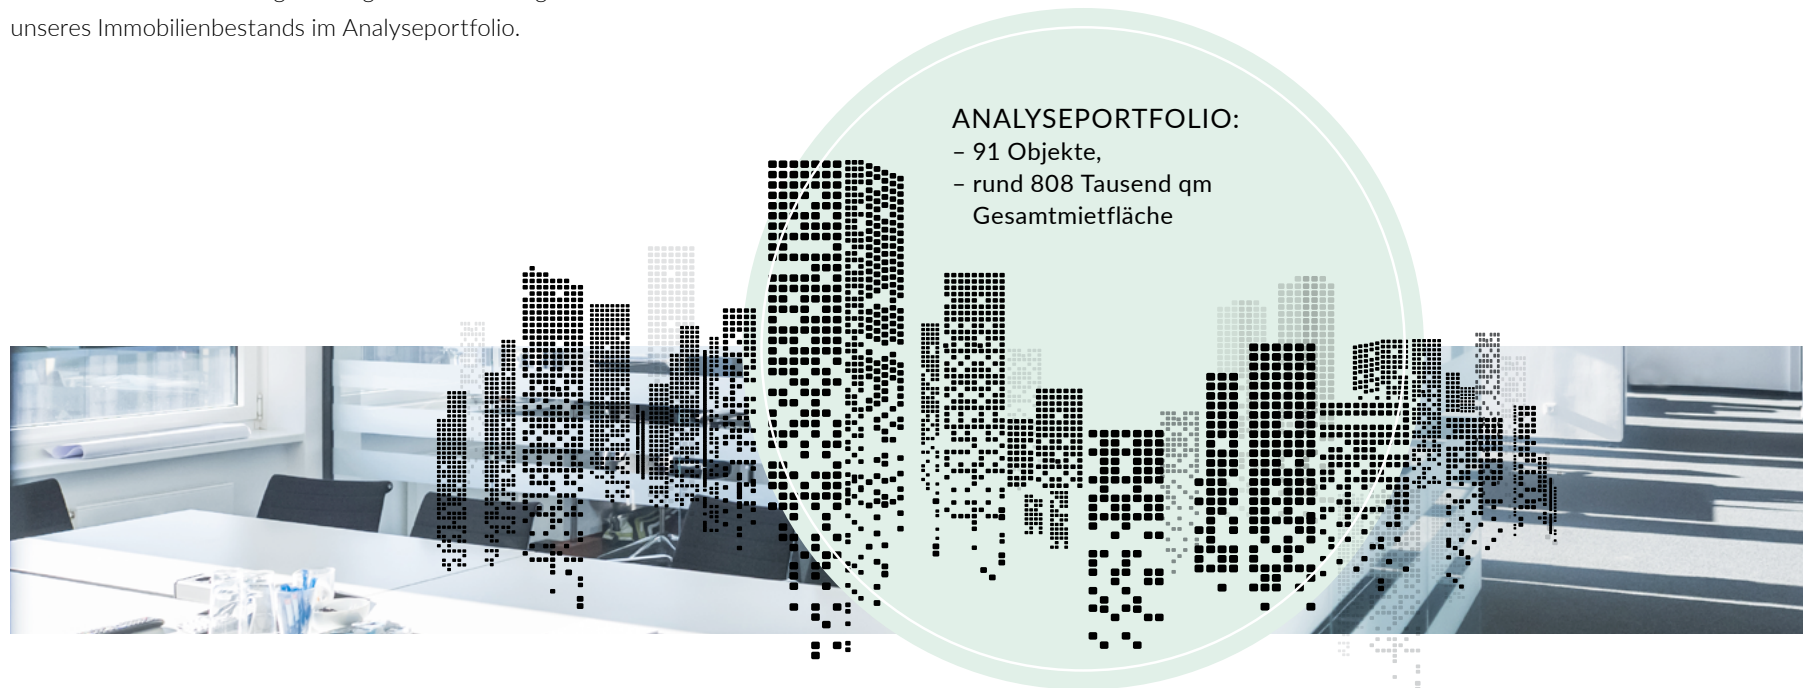 unseres Immobilienbestands im Analyseportfolio.
ANALYSEPORTFOLIO:
– 91 Objekte,
– rund 808 Tausend qm
Gesamtmietfläche